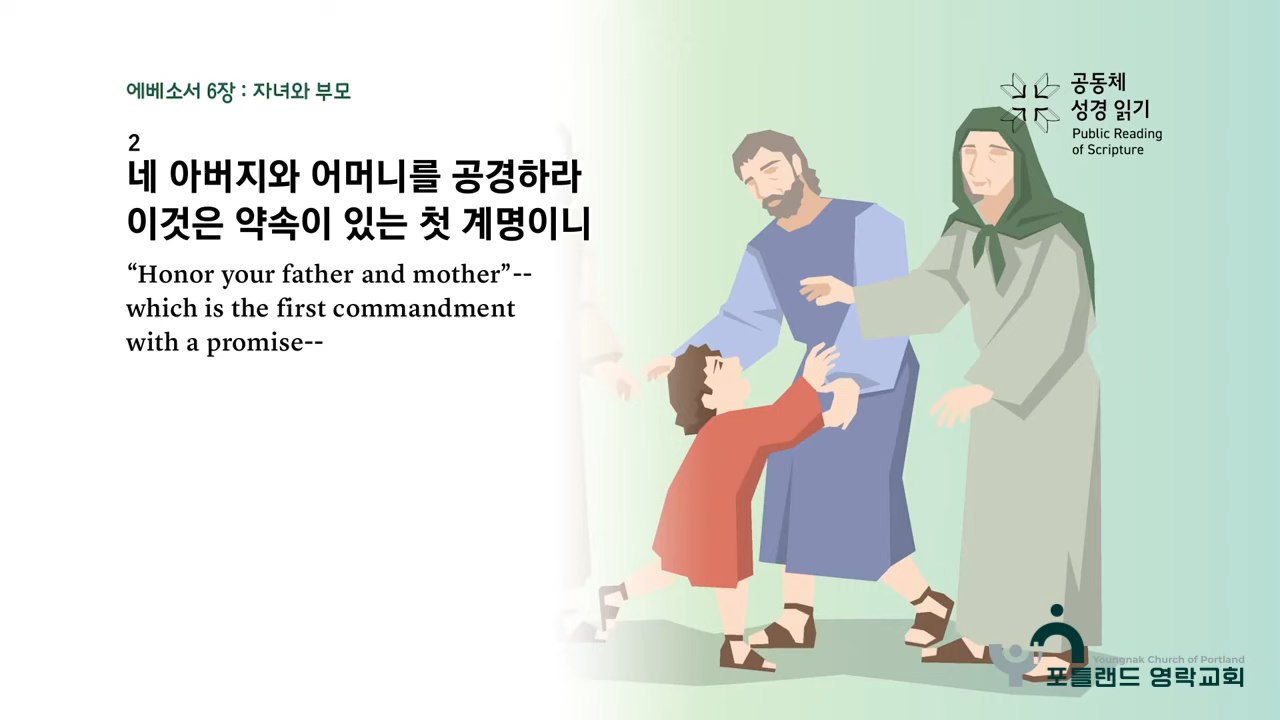 에베소서 6장 : 자녀와 부모
2
네 아버지와 어머니를 공경하라
이것은 약속이 있는 첫 계명이니
“Honor your father and mother”--
which is the first commandment
with a promise--
공동체
성경 읽기
Public Reading
of Scripture
Youngnak Church of Portland
포틀랜드 영락교회